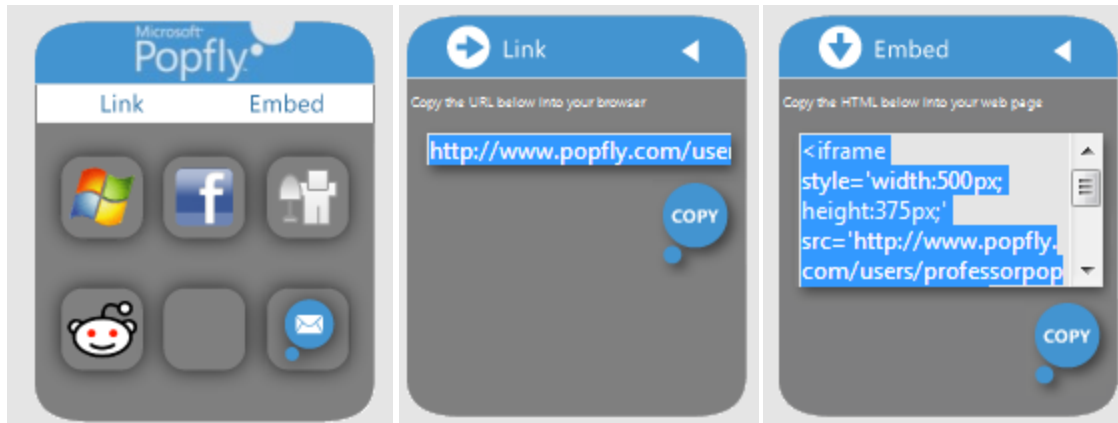 Microsoft
Popfly
Link
Embed
Link
Copy the URL below into your browser
http://www.popfly.com/use
COPY
Embed
Copy the HTML below into your web page
<iframe
style='width:500px;
height:375px;'
src='http://www.popfly.
com/users/professorpop
COPY